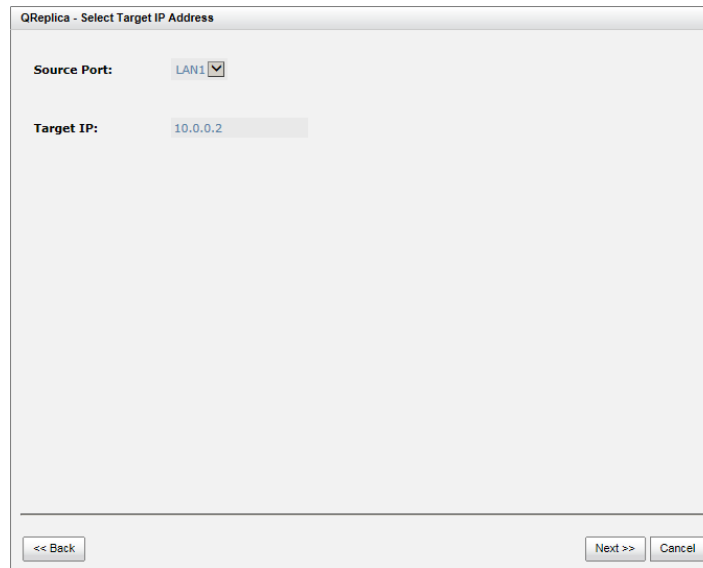 QReplica - Select Target IP Address
Source Port: LAN1
Target IP: 10.0.0.2
<< Back Next >> Cancel